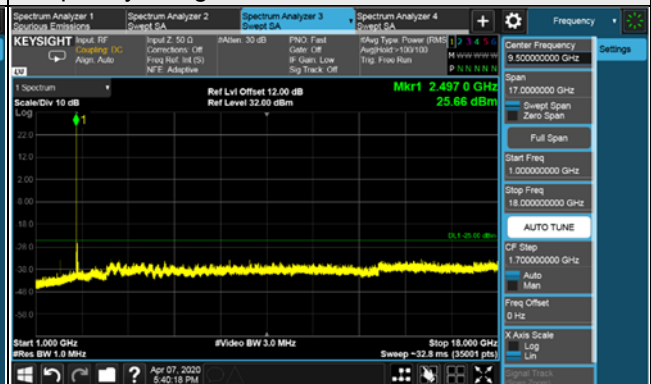 Spectrum Analyzer 1
Spurious Emissions
Spectrum Analyzer 2
Swept SA
Spectrum Analyzer 3
Swept SA
Spectrum Analyzer 4
Swept SA
+
Frequency
KEYSIGHT
Input: RF
Coupling: DC
Align: Auto
Input Z: 50 Ω
Corrections: Off
Freq Ref: Int (S)
NFE: Adaptive
#Atten: 30 dB
PNO: Fast
Gate: Off
IF Gain: Low
Sig Track: Off
#Avg Type: Power (RMS
Avg|Hold:>100/100
Trig: Free Run
1 2 3 4 5 6
M W W W W W
P N N N N N
LXI
1 Spectrum
Scale/Div 10 dB
Log
Ref Lvl Offset 12.00 dB
Ref Level 32.00 dBm
Mkr1 2.497 0 GHz
25.66 dBm
1
22.0
12.0
2.00
-8.00
-18.0
-28.0
-38.0
-48.0
-58.0
DL1 -25.00 dBm
Start 1.000 GHz
#Res BW 1.0 MHz
#Video BW 3.0 MHz
Stop 18.000 GHz
Sweep ~32.8 ms (35001 pts)
Apr 07, 2020
5:40:18 PM
?
Center Frequency
9.500000000 GHz
Settings
Span
17.0000000 GHz
Swept Span
Zero Span
Full Span
Start Freq
1.000000000 GHz
Stop Freq
18.000000000 GHz
AUTO TUNE
CF Step
1.700000000 GHz
Auto
Man
Freq Offset
0 Hz
X Axis Scale
Log
Lin
Signal Track